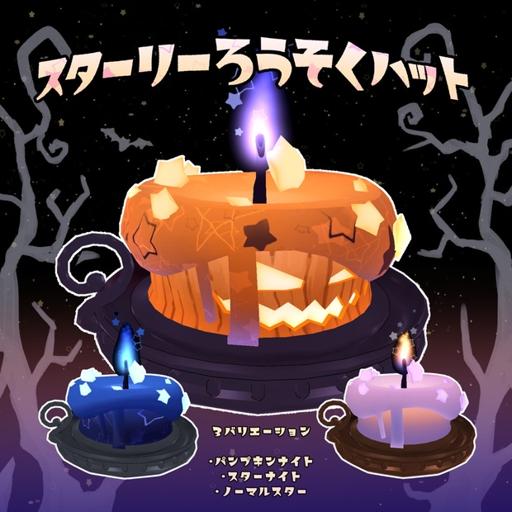 スターリーろうそくハット
3バリエーション
・パンプキンナイト
・スターナイト
・ノーマルスター